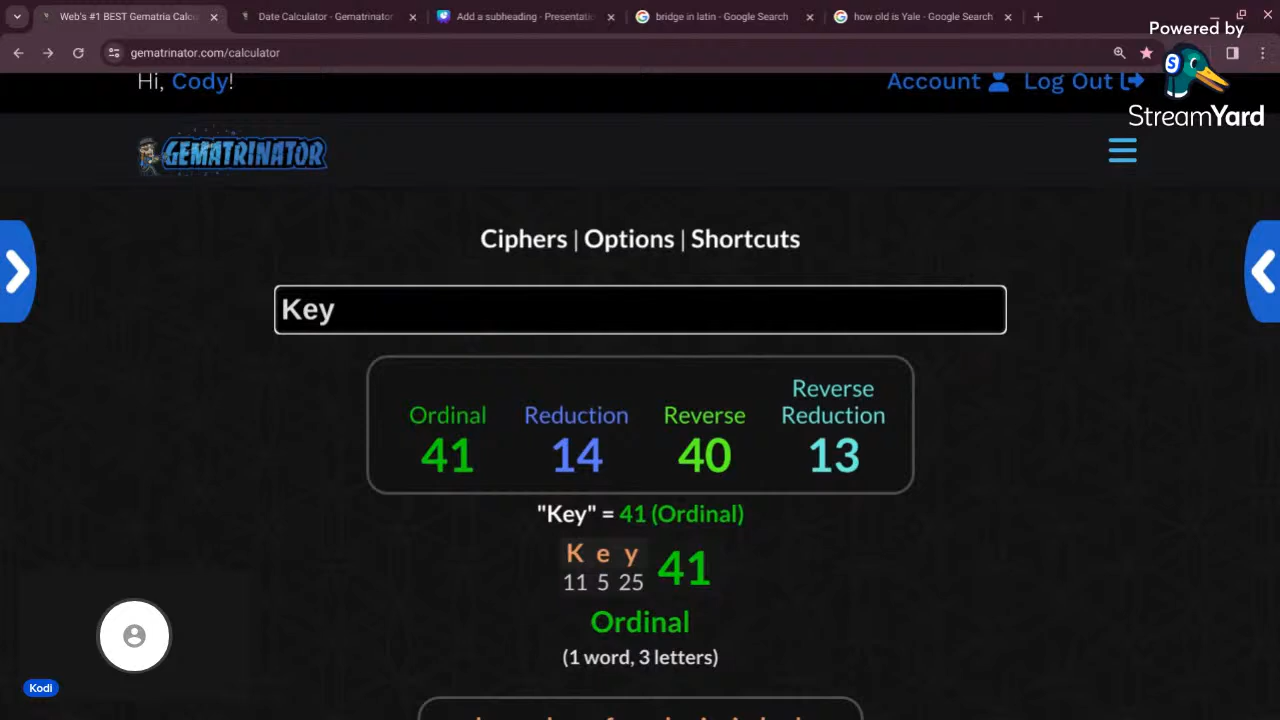 Web's #1 BEST Gematria Calcu
Date Calculator - Gematrinator
Add a subheading - Presentatio
bridge in latin - Google Search
how old is Yale - Google Search
Powered by
StreamYard
gematrinator.com/calculator
Hi, Cody!
Account
Log Out
GEMATRINATOR
Ciphers | Options | Shortcuts
Key
Ordinal
41
Reduction
14
Reverse
40
Reverse
Reduction
13
"Key" = 41 (Ordinal)
K e y
11 5 25
41
Ordinal
(1 word, 3 letters)
Kodi